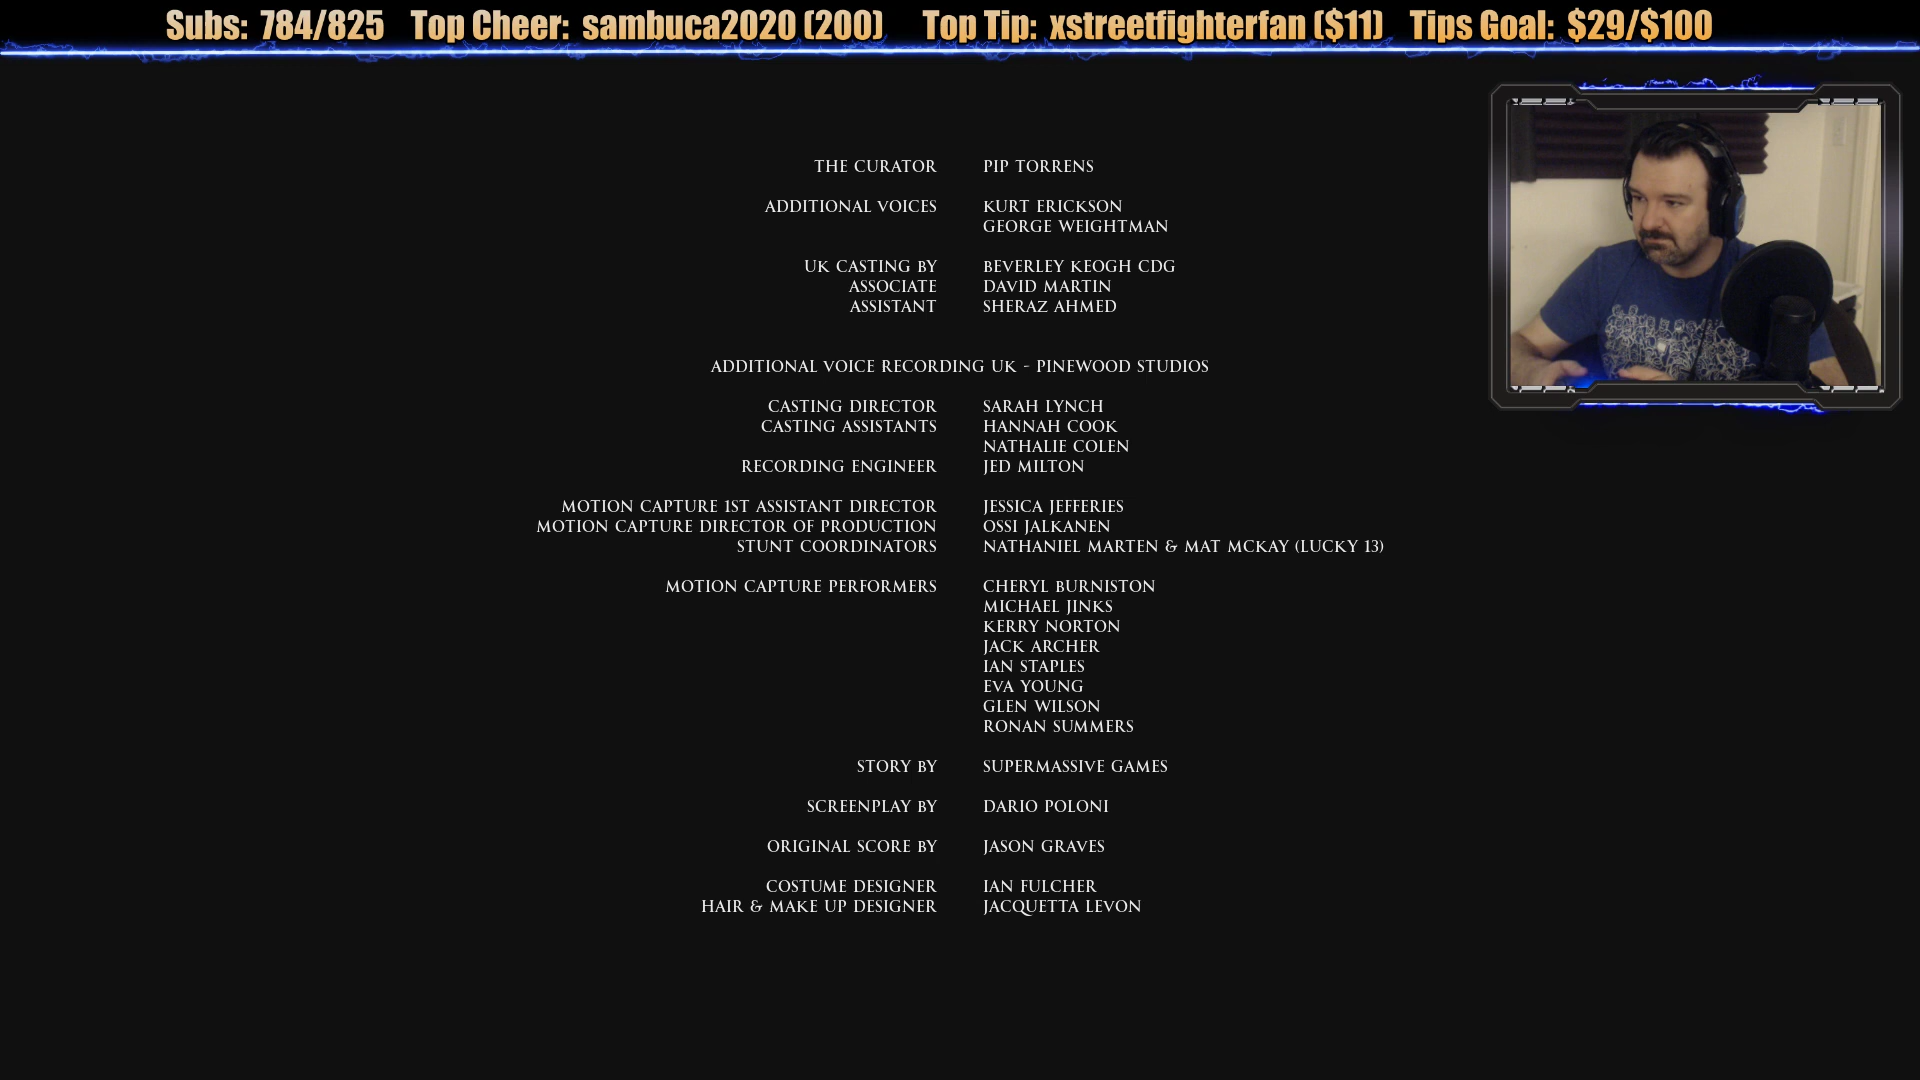 Subs: 784/825 Top Cheer: sambuca2020 (200) Top Tip: xstreetfighterfan ($11) Tips Goal: $29/$100
THE CURATOR PIP TORRENS
ADDITIONAL VOICES KURT ERICKSON
GEORGE WEIGHTMAN
UK CASTING BY BEVERLEY KEOGH CDG
ASSOCIATE DAVID MARTIN
ASSISTANT SHERAZ AHMED
ADDITIONAL VOICE RECORDING UK - PINEWOOD STUDIOS
CASTING DIRECTOR SARAH LYNCH
CASTING ASSISTANTS HANNAH COOK
NATHALIE COLEN
RECORDING ENGINEER JED MILTON
MOTION CAPTURE 1ST ASSISTANT DIRECTOR JESSICA JEFFERIES
MOTION CAPTURE DIRECTOR OF PRODUCTION OSSI JALKANEN
STUNT COORDINATORS NATHANIEL MARTEN & MAT MCKAY (LUCKY 13)
MOTION CAPTURE PERFORMERS CHERYL BURNISTON
MICHAEL JINKS
KERRY NORTON
JACK ARCHER
IAN STAPLES
EVA YOUNG
GLEN WILSON
RONAN SUMMERS
STORY BY SUPERMASSIVE GAMES
SCREENPLAY BY DARIO POLONI
ORIGINAL SCORE BY JASON GRAVES
COSTUME DESIGNER IAN FULCHER
HAIR & MAKE UP DESIGNER JACQUETTA LEVON